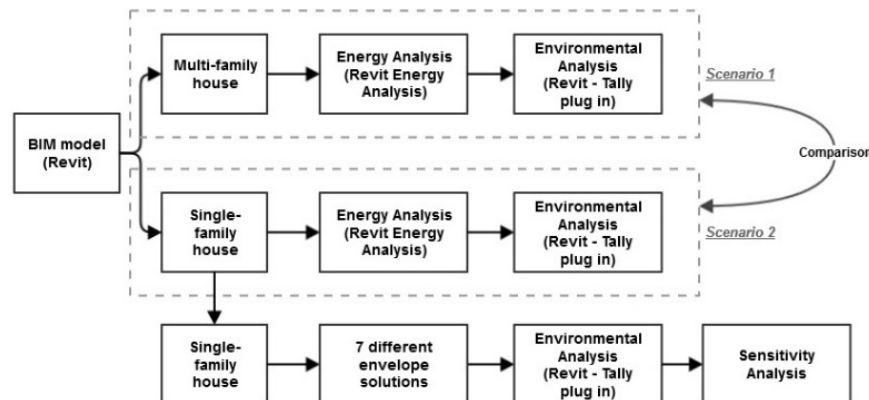 Multi-family
house
Energy Analysis
(Revit Energy
Analysis)
Environmental
Analysis
(Revit - Tally
plug in)
Scenario 1
BIM model
(Revit)
Comparison
Single-
family
house
Energy Analysis
(Revit Energy
Analysis)
Environmental
Analysis
(Revit - Tally
plug in)
Scenario 2
Single-
family
house
7 different
envelope
solutions
Environmental
Analysis
(Revit - Tally
plug in)
Sensitivity
Analysis